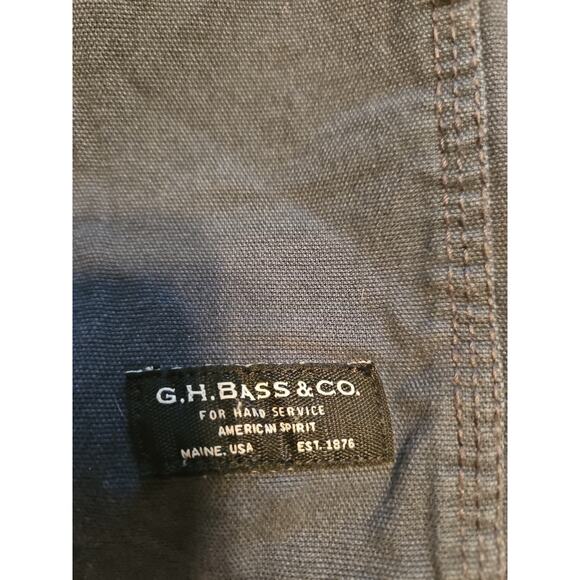 G.H. BASS & CO.
FOR HARD SERVICE
AMERICAN SPIRIT
MAINE, USA EST. 1876